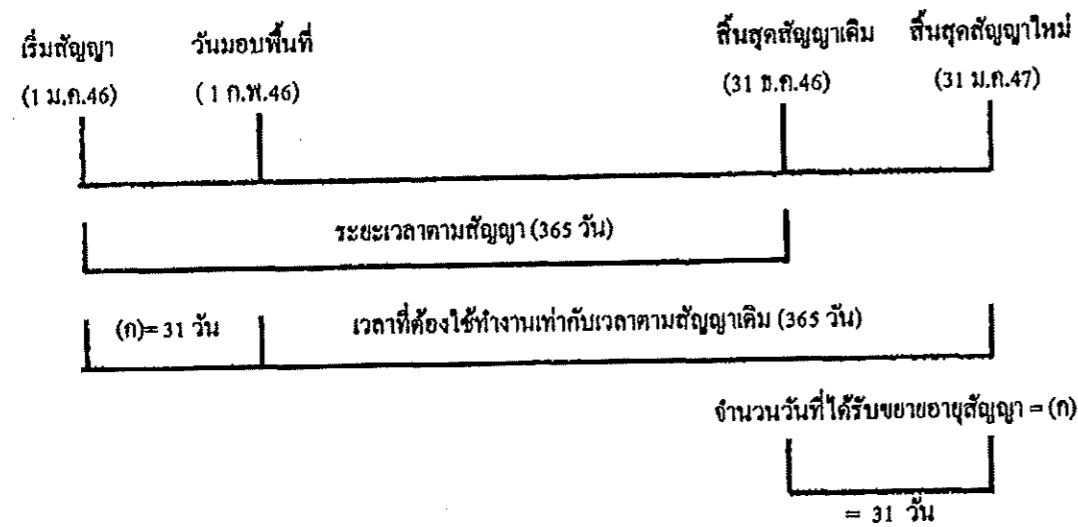 เริ่มสัญญา วันมอบพื้นที่ สิ้นสุดสัญญาเดิม สิ้นสุดสัญญาใหม่
(1 ม.ค.46) (1 ก.พ.46) (31 ธ.ค.46) (31 ม.ค.47)
ระยะเวลาตามสัญญา (365 วัน)
(ก)= 31 วัน เวลาที่ต้องใช้ทำงานเท่ากับเวลาตามสัญญาเดิม (365 วัน)
จำนวนวันที่ได้รับขยายอายุสัญญา = (ก)
= 31 วัน